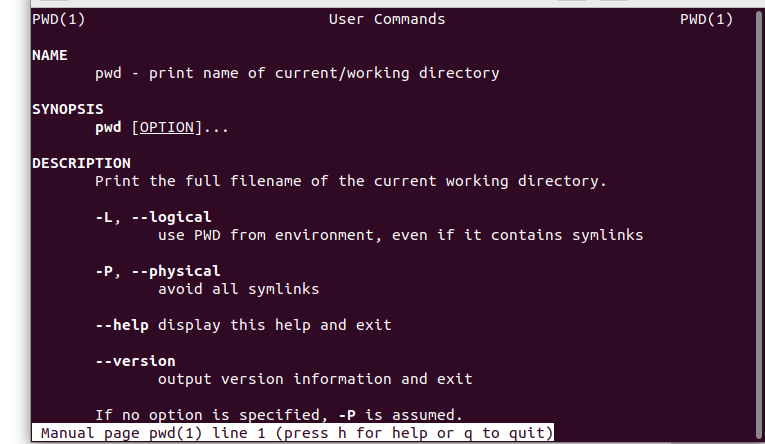 PWD(1) User Commands PWD(1)
NAME
pwd - print name of current/working directory
SYNOPSIS
pwd [OPTION]...
DESCRIPTION
Print the full filename of the current working directory.
-L, --logical
use PWD from environment, even if it contains symlinks
-P, --physical
avoid all symlinks
--help display this help and exit
--version
output version information and exit
If no option is specified, -P is assumed.
Manual page pwd(1) line 1 (press h for help or q to quit)